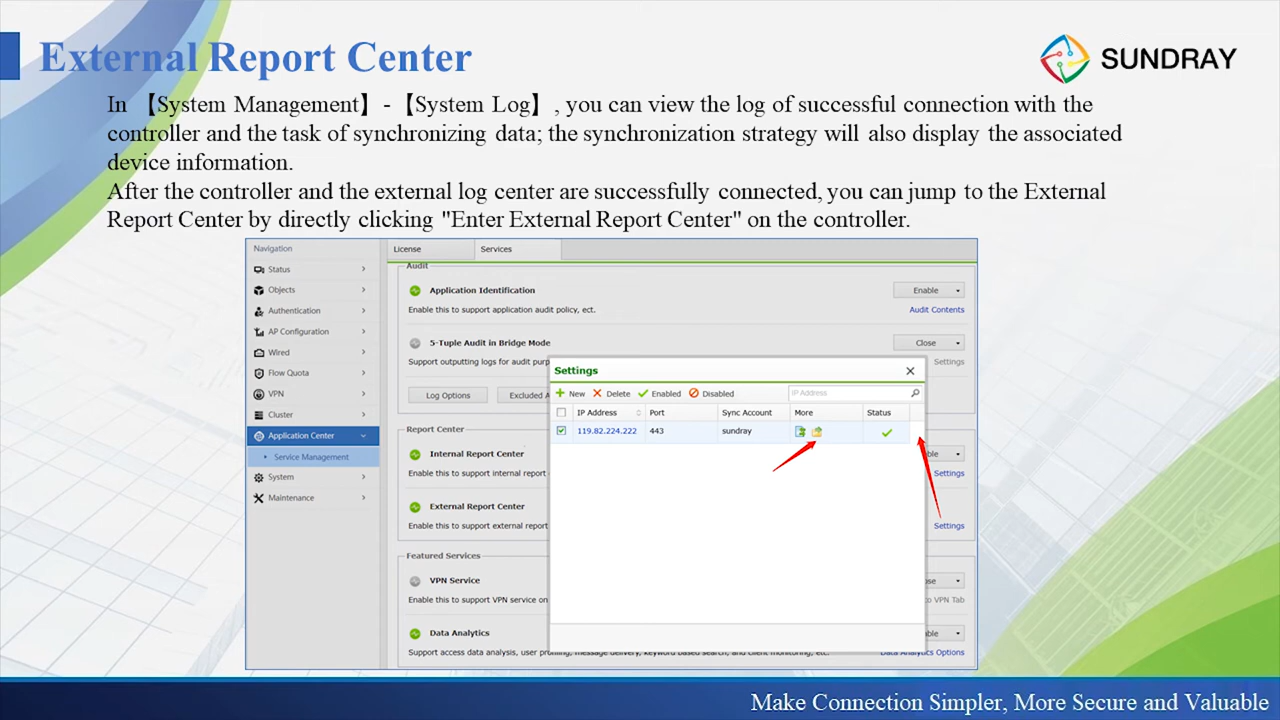 External Report Center
SUNDRAY
In 【System Management】-【System Log】, you can view the log of successful connection with the
controller and the task of synchronizing data; the synchronization strategy will also display the associated
device information.
After the controller and the external log center are successfully connected, you can jump to the External
Report Center by directly clicking "Enter External Report Center" on the controller.
Navigation
Status
Objects
Authentication
AP Configuration
Wired
Flow Quota
VPN
Cluster
Application Center
Service Management
System
Maintenance
License Services
Audit
Application Identification Enable
Enable this to support application audit policy, ect. Audit Contents
5-Tuple Audit in Bridge Mode Close
Support outputting logs for audit purp Settings
Log Options Excluded A
Report Center
Internal Report Center ble
Enable this to support internal report Settings
External Report Center
Enable this to support external report Settings
Featured Services
VPN Service ose
Enable this to support VPN service on to VPN Tab
Data Analytics ble
Support access data analysis, user profiling, message delivery, keyword based search, and client monitoring, etc. Data Analytics Options
Settings
New Delete Enabled Disabled IP Address
IP Address Port Sync Account More Status
119.82.224.222 443 sundray
Make Connection Simpler, More Secure and Valuable